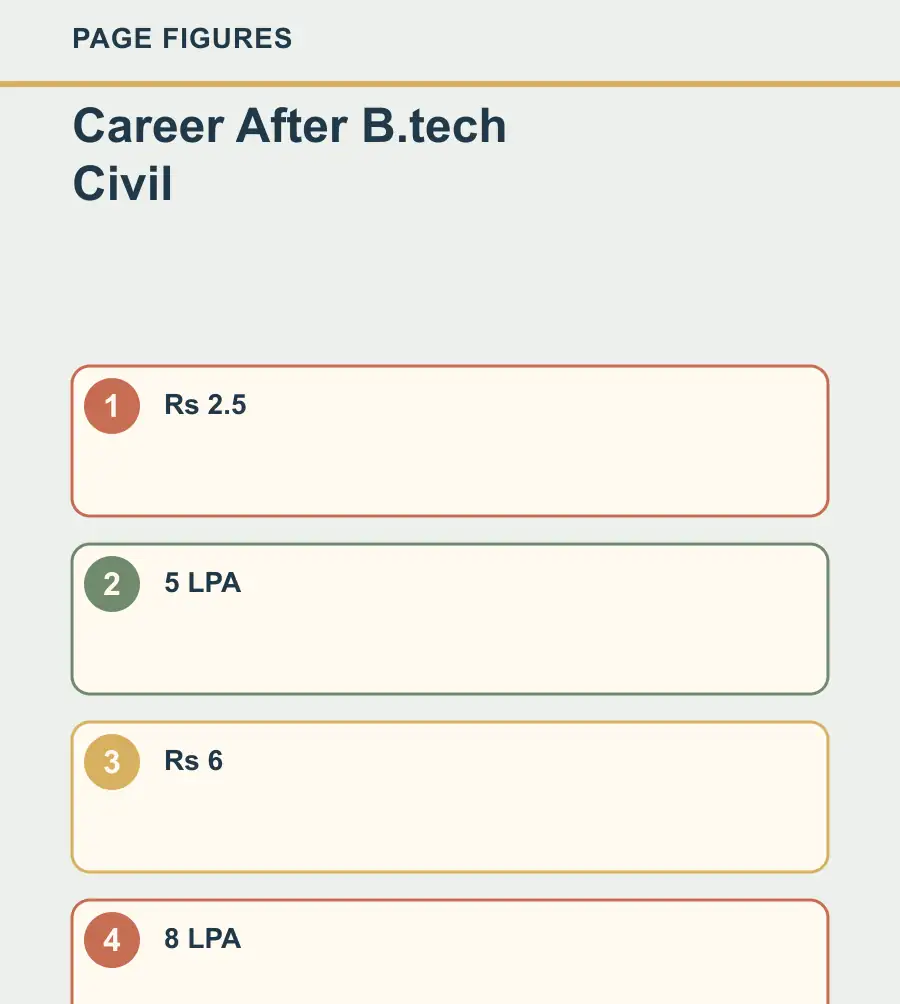 PAGE FIGURES
Career After B.tech
Civil
1
Rs 2.5
2
5 LPA
3
Rs 6
4
8 LPA